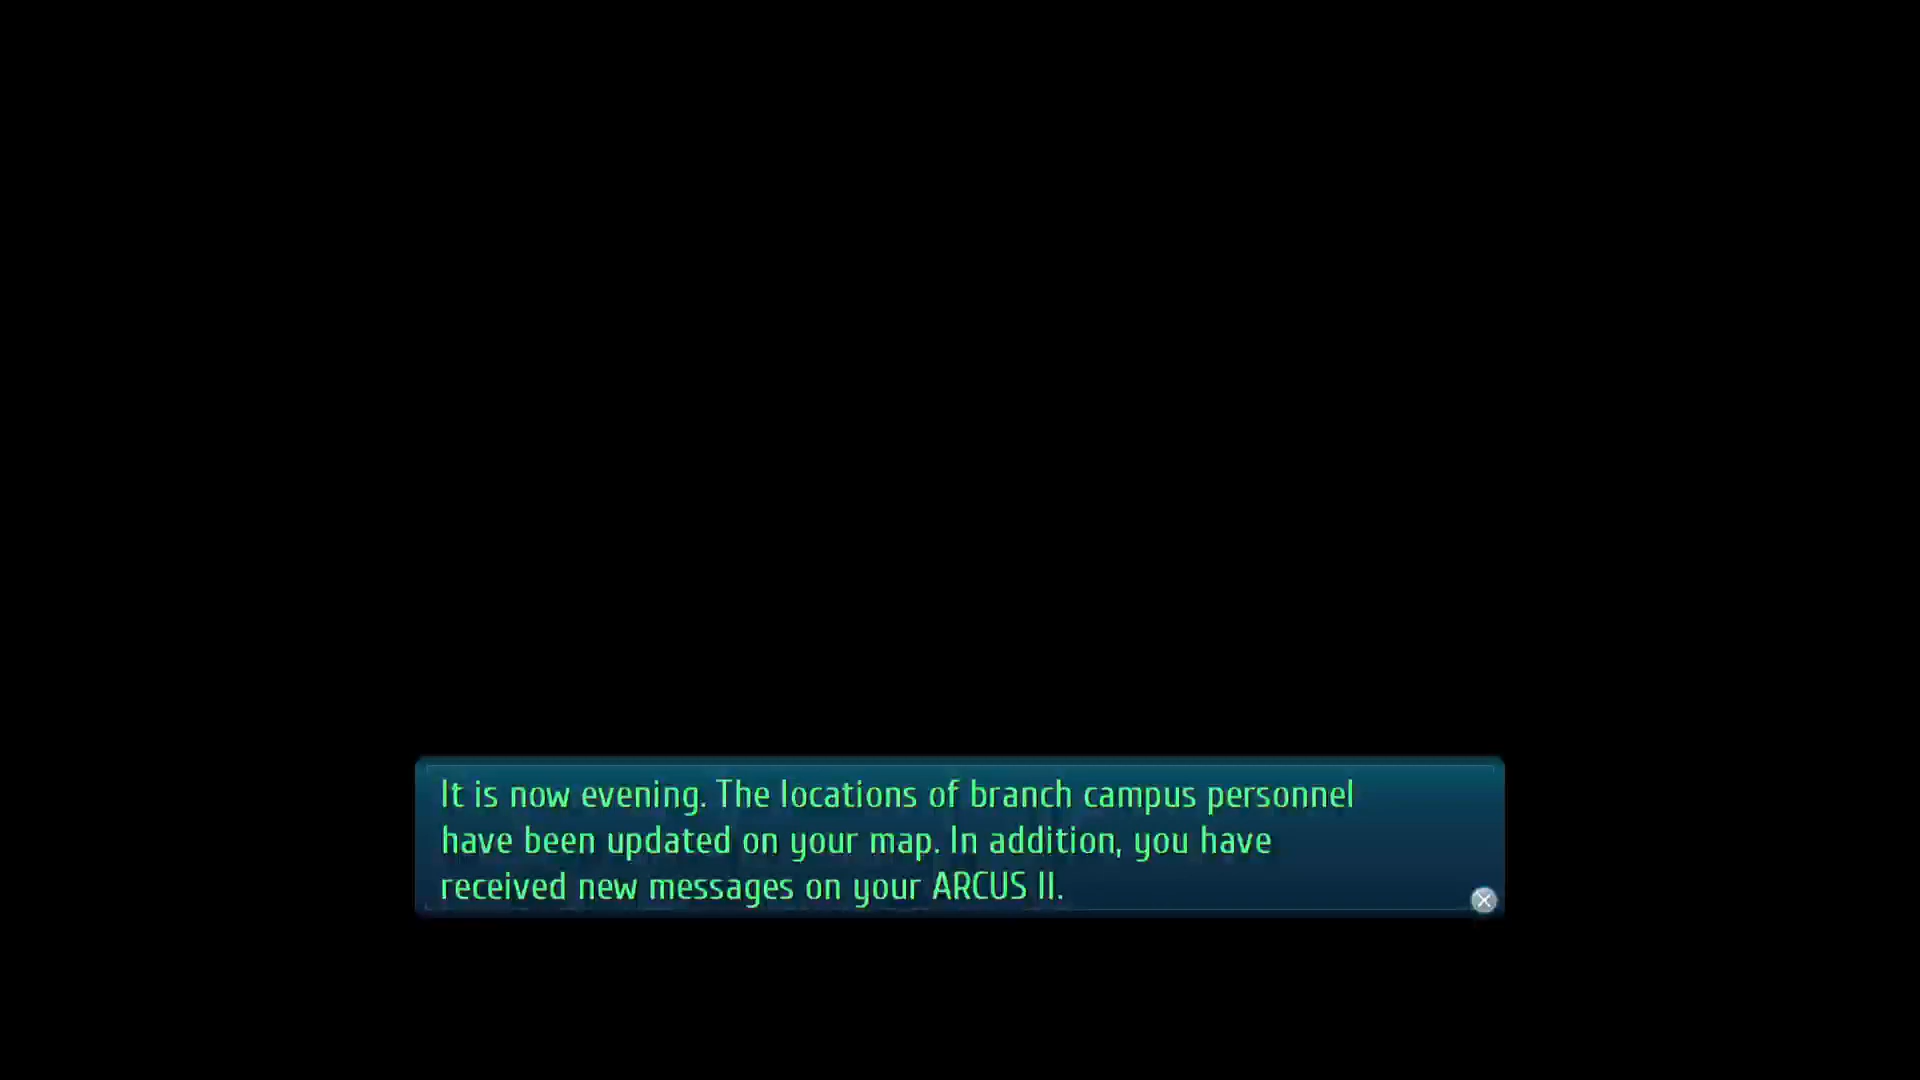 It is now evening. The locations of branch campus personnel
have been updated on your map. In addition, you have
received new messages on your ARCUS II.